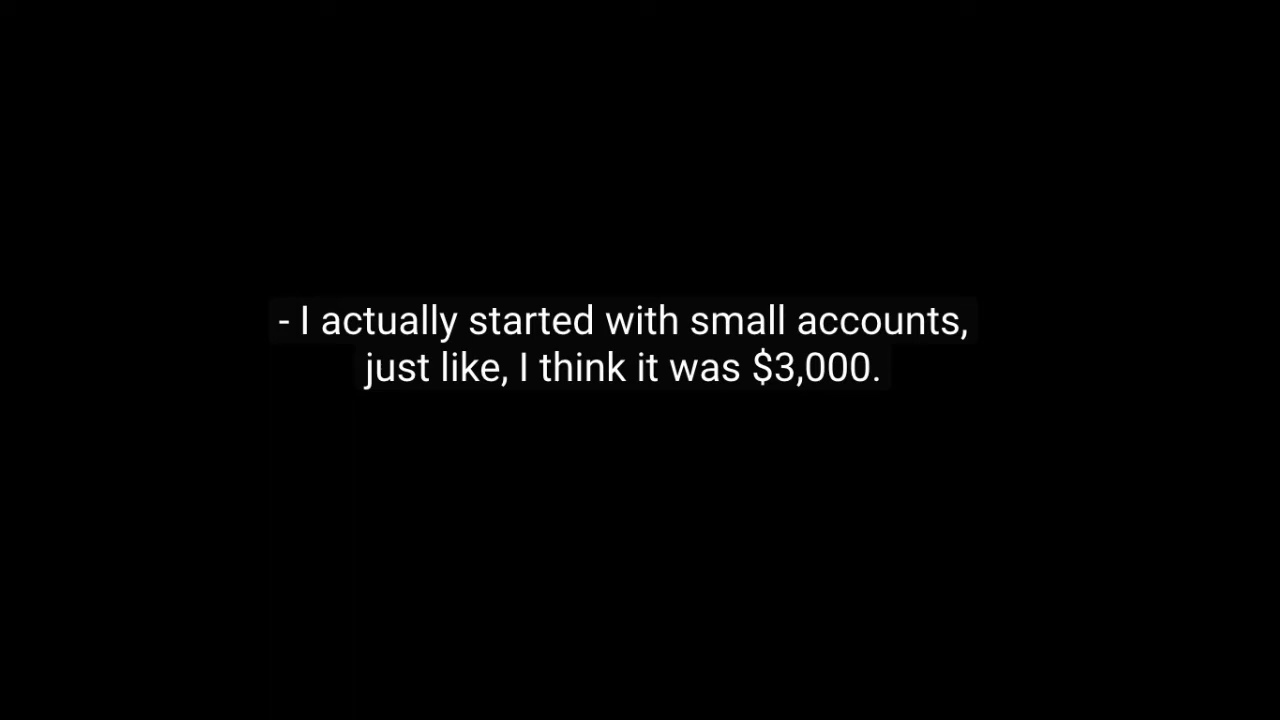 - I actually started with small accounts,
just like, I think it was $3,000.